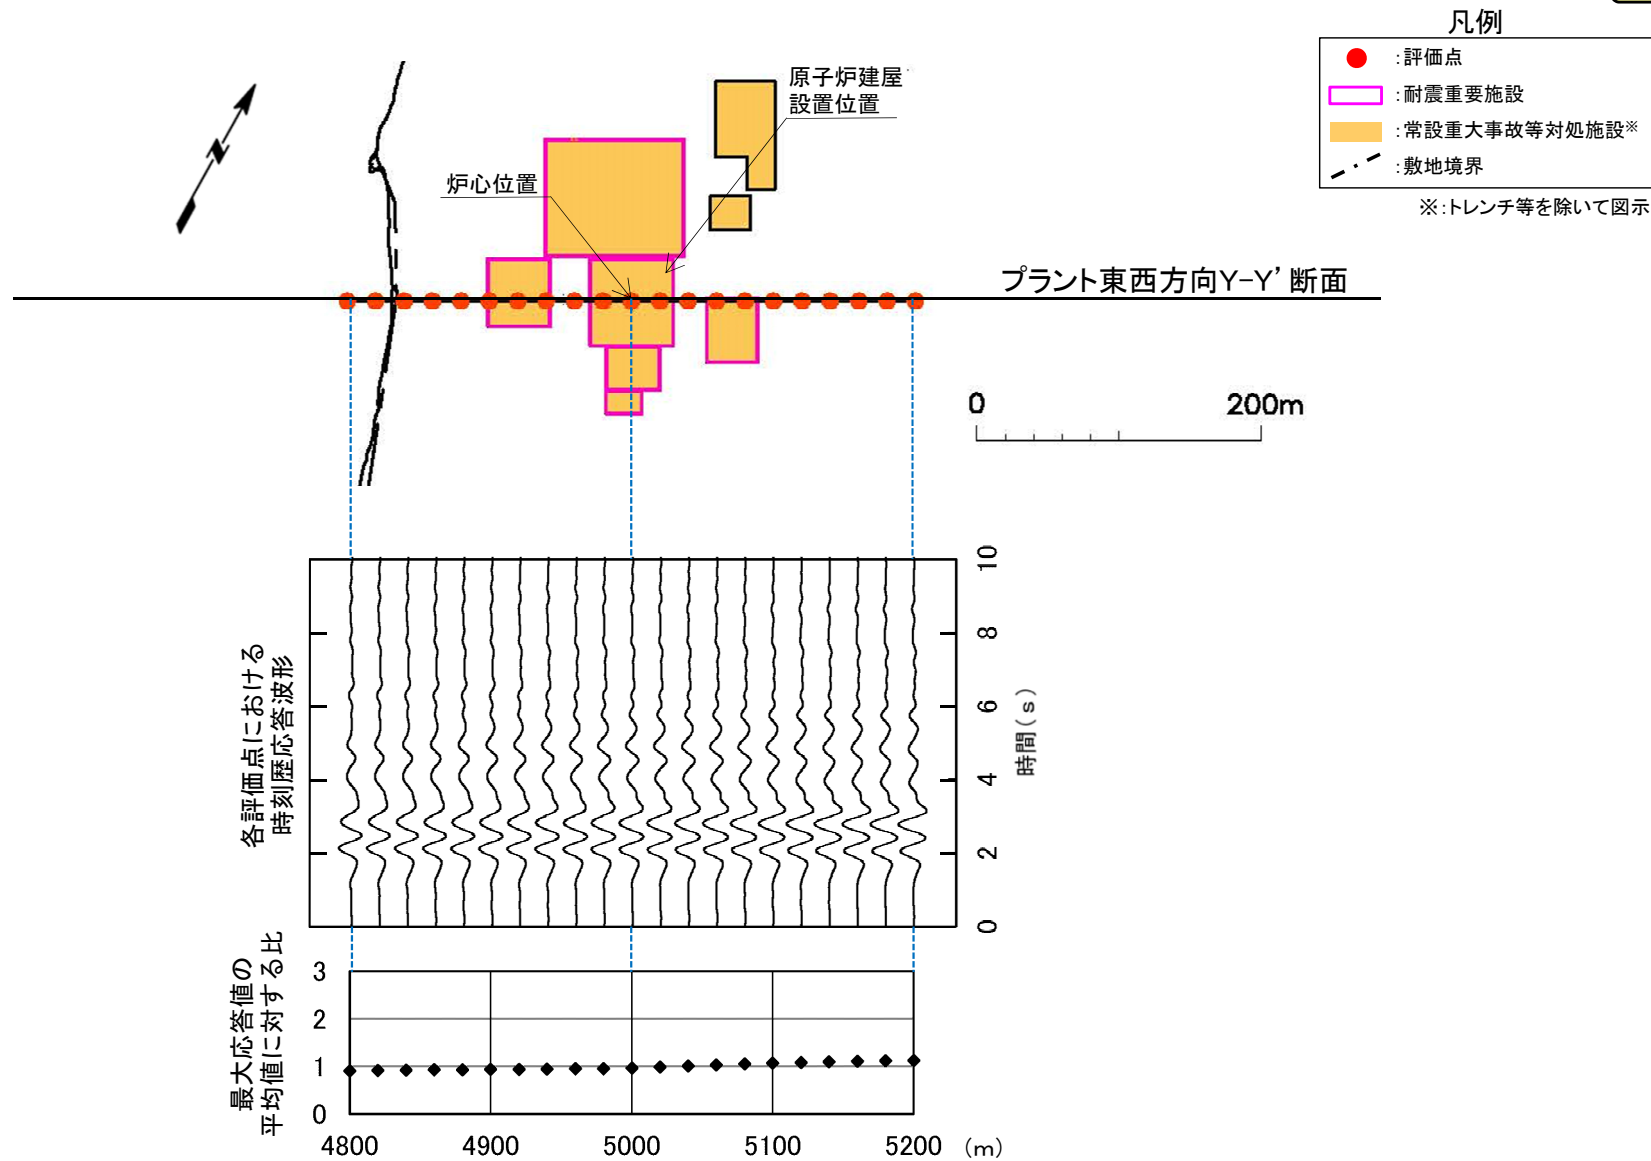 凡例
:評価点
:耐震重要施設
:常設重大事故等対処施設※
:敷地境界
※:トレンチ等を除いて図示
N
原子炉建屋
設置位置
炉心位置
プラント東西方向Y-Y’断面
0 200m
各評価点における
時刻歴応答波形
10
8
6
4
2
0
時間(s)
最大応答値の
平均値に対する比
3
2
1
0
4800 4900 5000 5100 5200 (m)